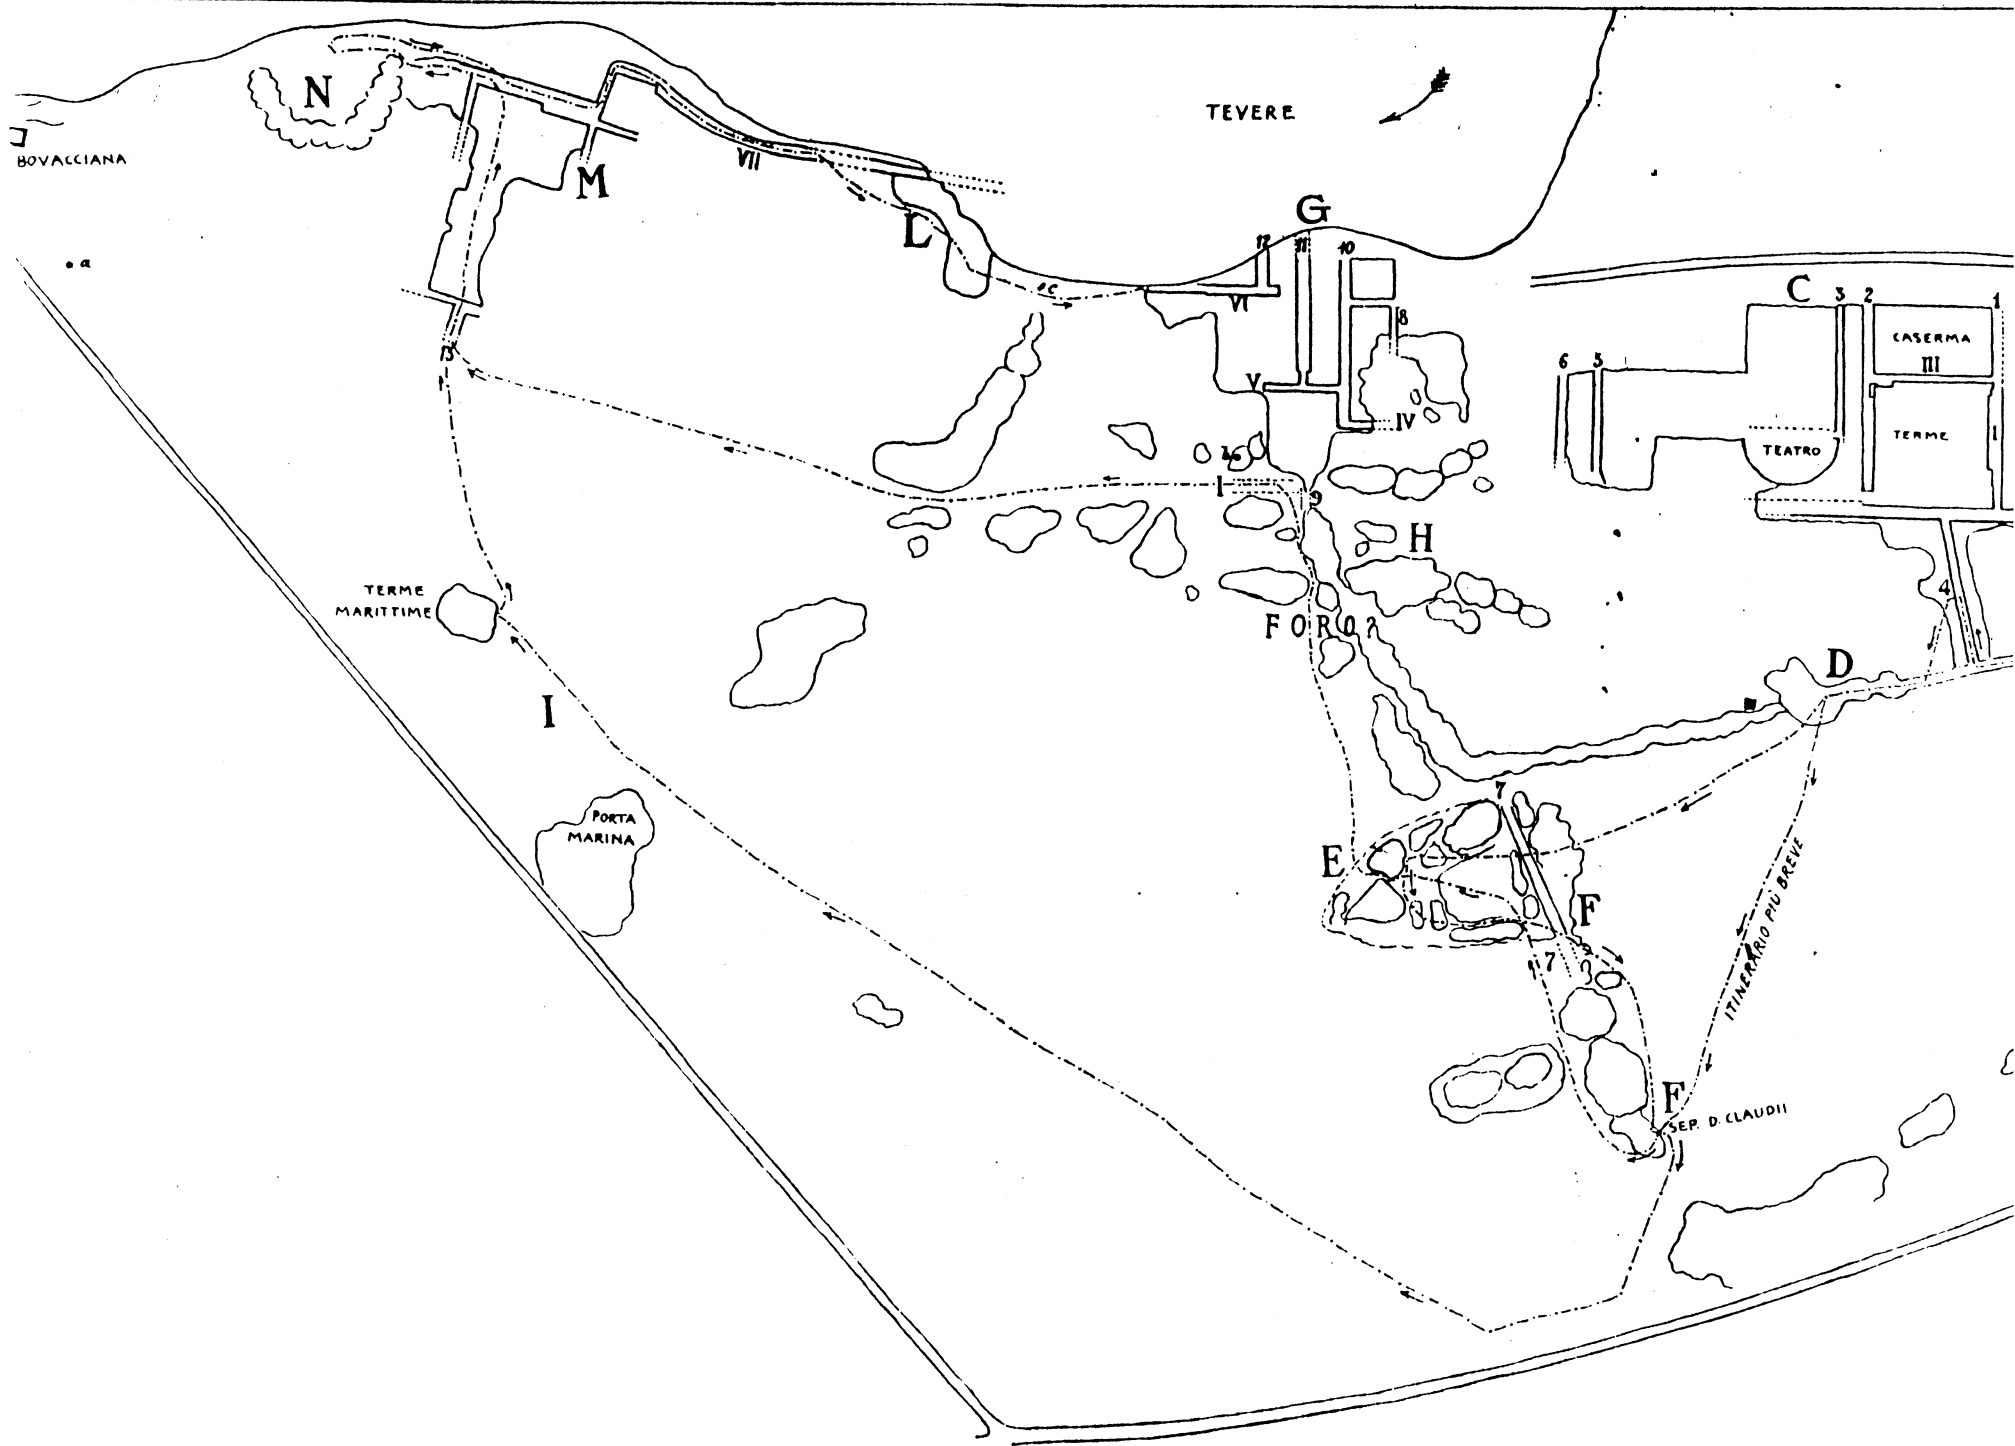 N
TEVERE
BOVACCIANA
VII
M
a
L
G
12
11
10
c
VI
8
C
3
2
1
CASERMA
III
6
5
13
V
IV
TERME
I
TEATRO
I
9
H
TERME
MARITTIME
4
FORO?
D
I
7
PORTA
MARINA
E
F
7
ITINERARIO PIÙ BREVE
F
SEP. D. CLAUDII